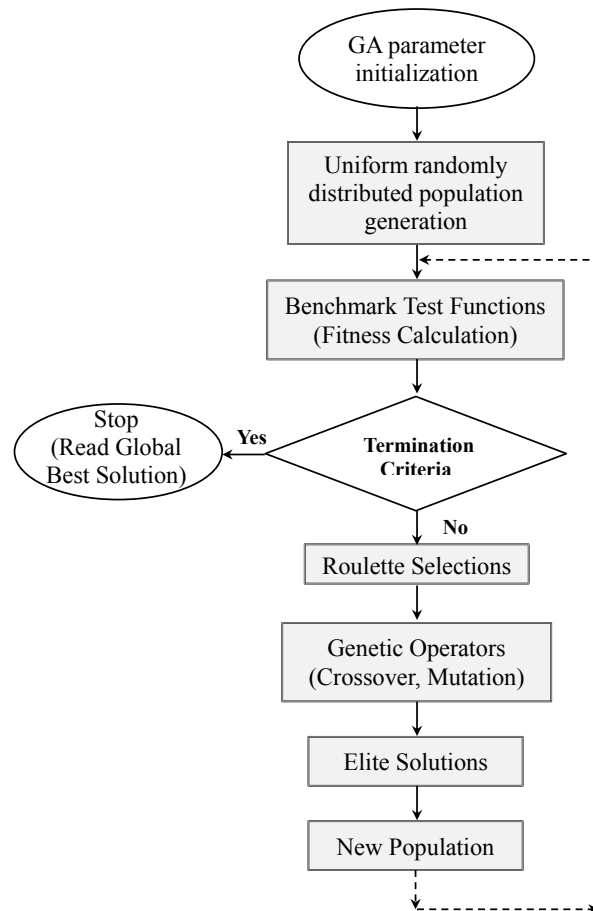 GA parameter
initialization
Uniform randomly
distributed population
generation
Benchmark Test Functions
(Fitness Calculation)
Stop
(Read Global
Best Solution)
Yes
Termination
Criteria
No
Roulette Selections
Genetic Operators
(Crossover, Mutation)
Elite Solutions
New Population